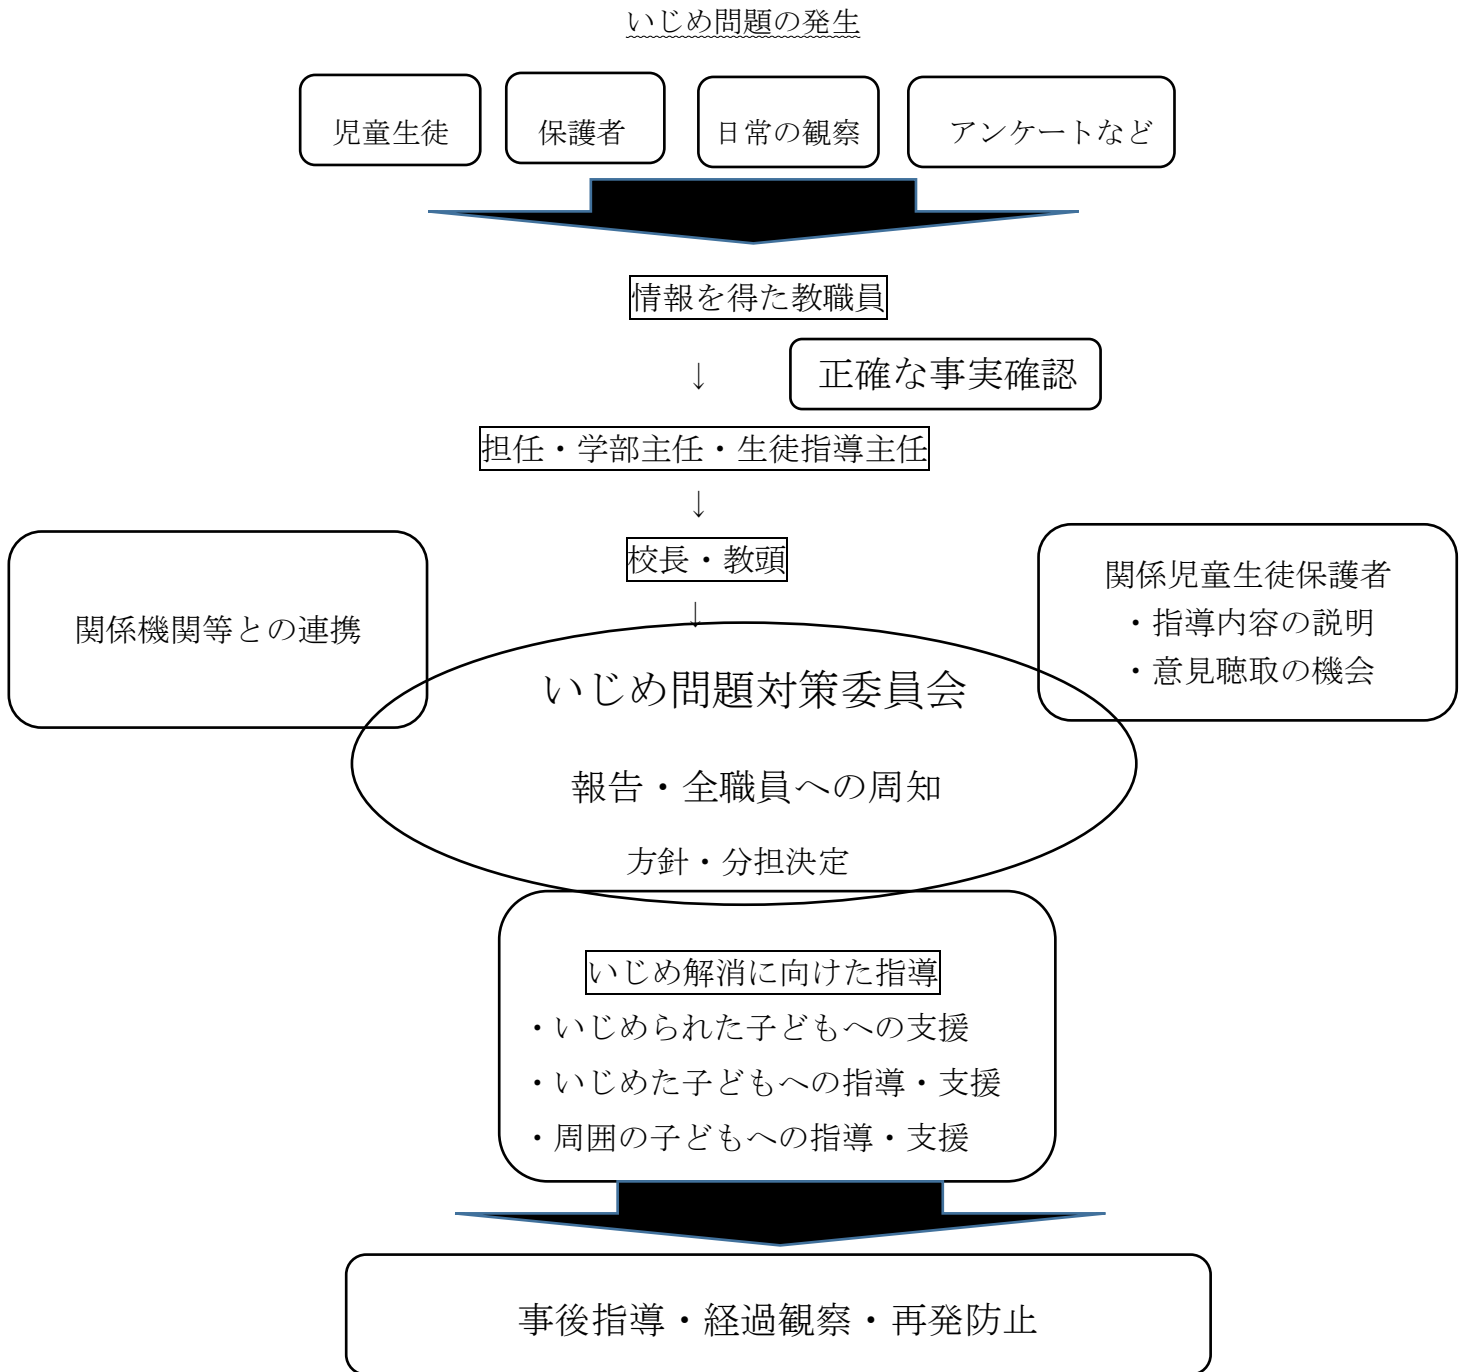 いじめ問題の発生
児童生徒
保護者
日常の観察
アンケートなど
情報を得た教職員
↓
正確な事実確認
担任・学部主任・生徒指導主任
↓
校長・教頭
↓
関係機関等との連携
関係児童生徒保護者
・指導内容の説明
・意見聴取の機会
いじめ問題対策委員会
報告・全職員への周知
方針・分担決定
いじめ解消に向けた指導
・いじめられた子どもへの支援
・いじめた子どもへの指導・支援
・周囲の子どもへの指導・支援
事後指導・経過観察・再発防止